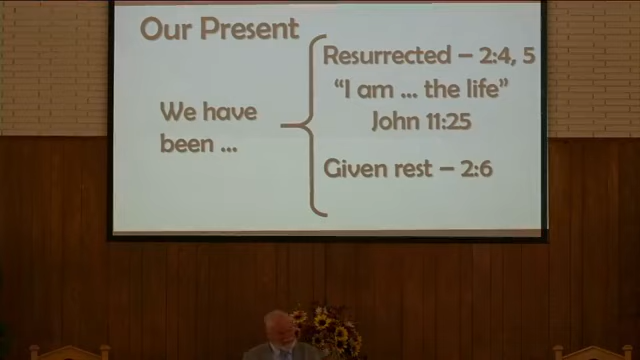 Our Present
We have
been ...
Resurrected – 2:4, 5
“I am ... the life”
John 11:25
Given rest – 2:6